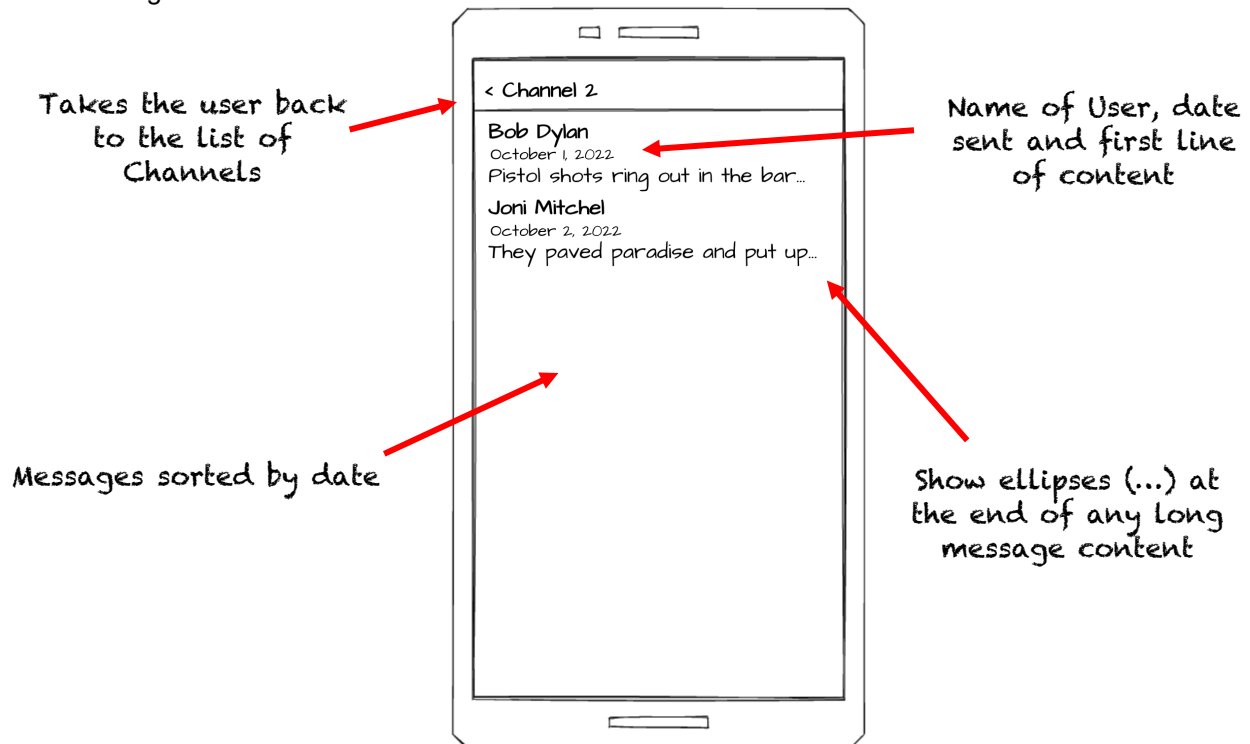 Takes the user back
to the list of
Channels
< Channel 2
Bob Dylan
October 1, 2022
Pistol shots ring out in the bar...
Joni Mitchel
October 2, 2022
They paved paradise and put up...
Name of User, date
sent and first line
of content
Messages sorted by date
Show ellipses (...) at
the end of any long
message content